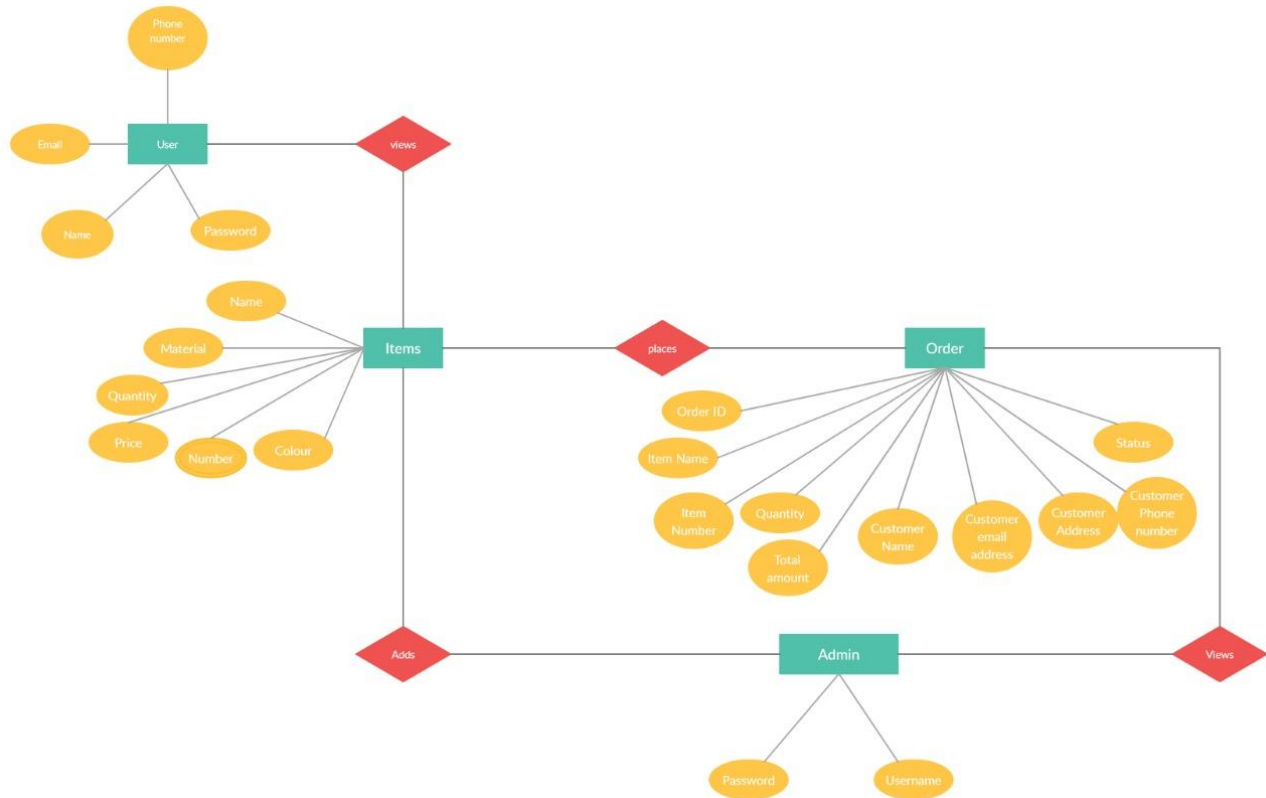 Phone
number
Email
User
views
Name
Password
Name
Material
Items
places
Order
Quantity
Price
Number
Colour
Order ID
Item Name
Item
Number
Quantity
Total
amount
Customer
Name
Customer
email
address
Customer
Address
Customer
Phone
number
Status
Adds
Admin
Views
Password
Username